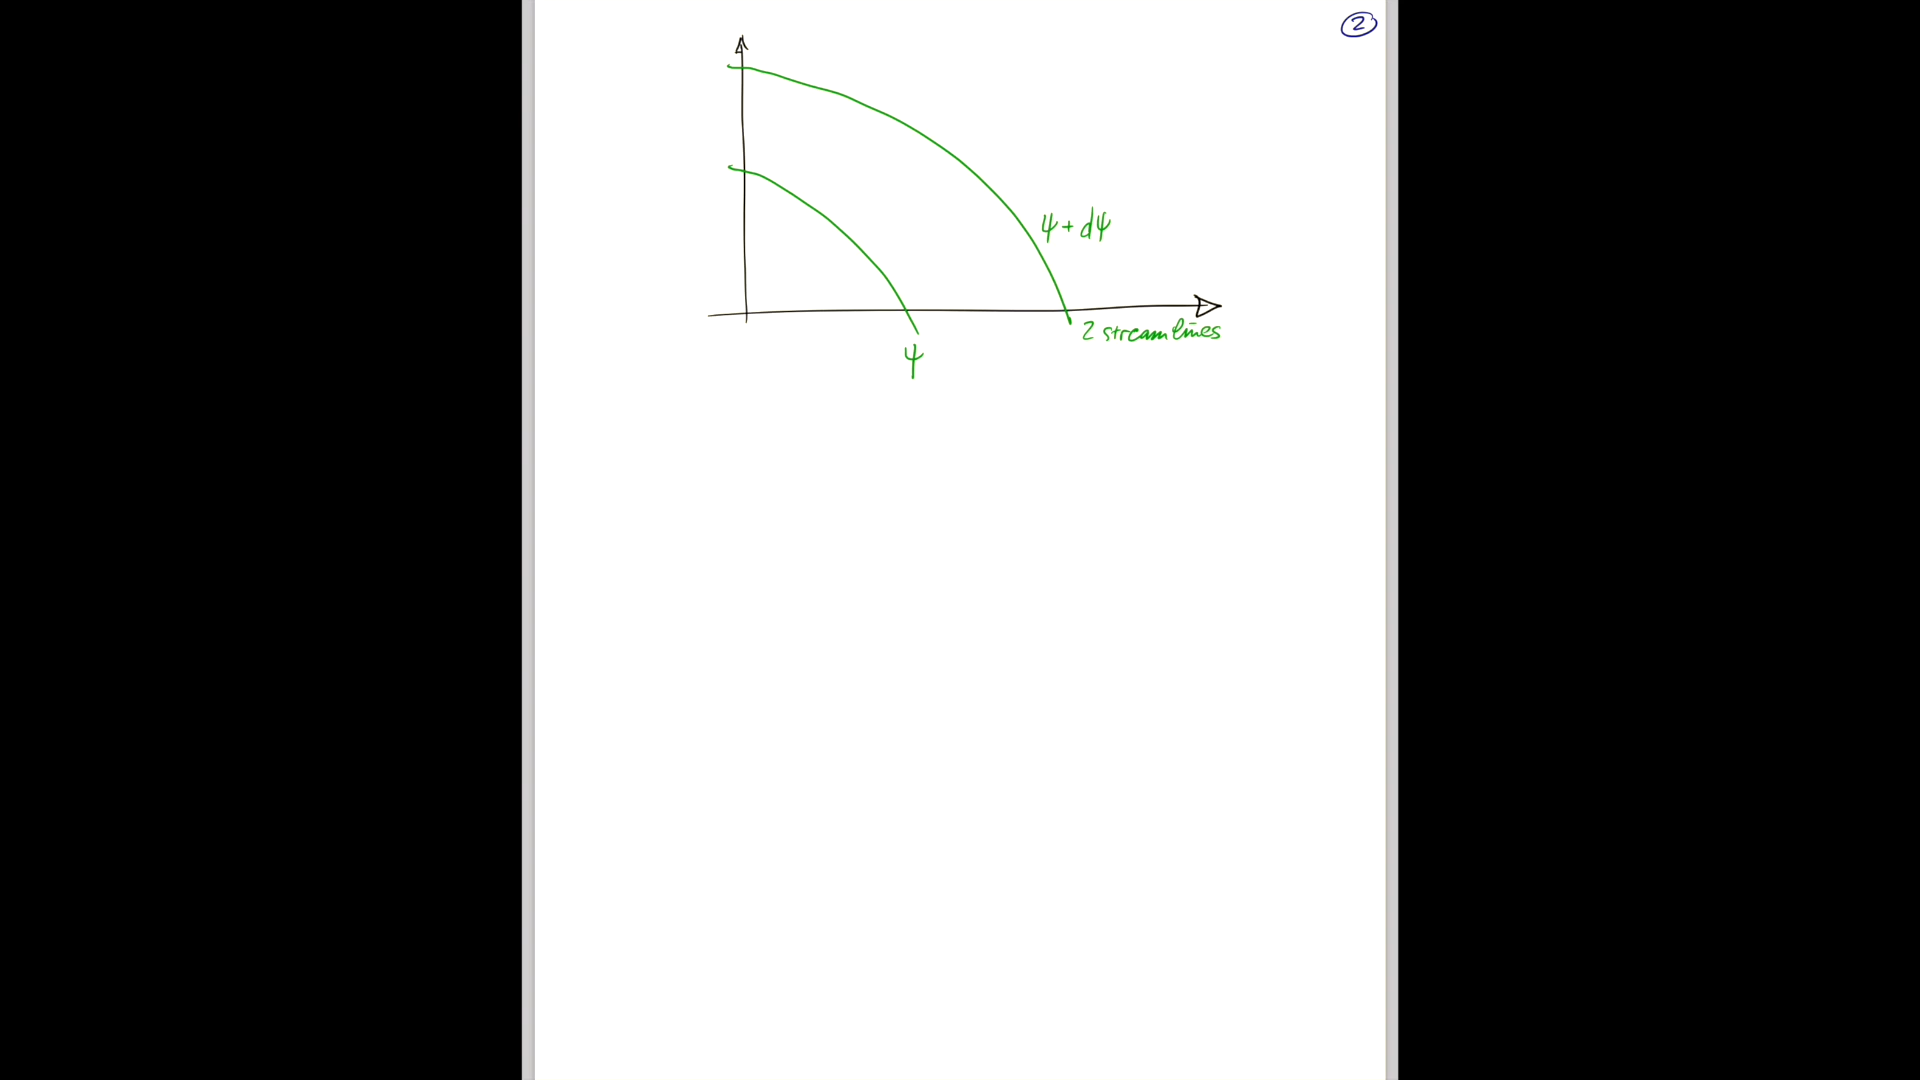 ②
ψ + dψ
2 streamlines
ψ